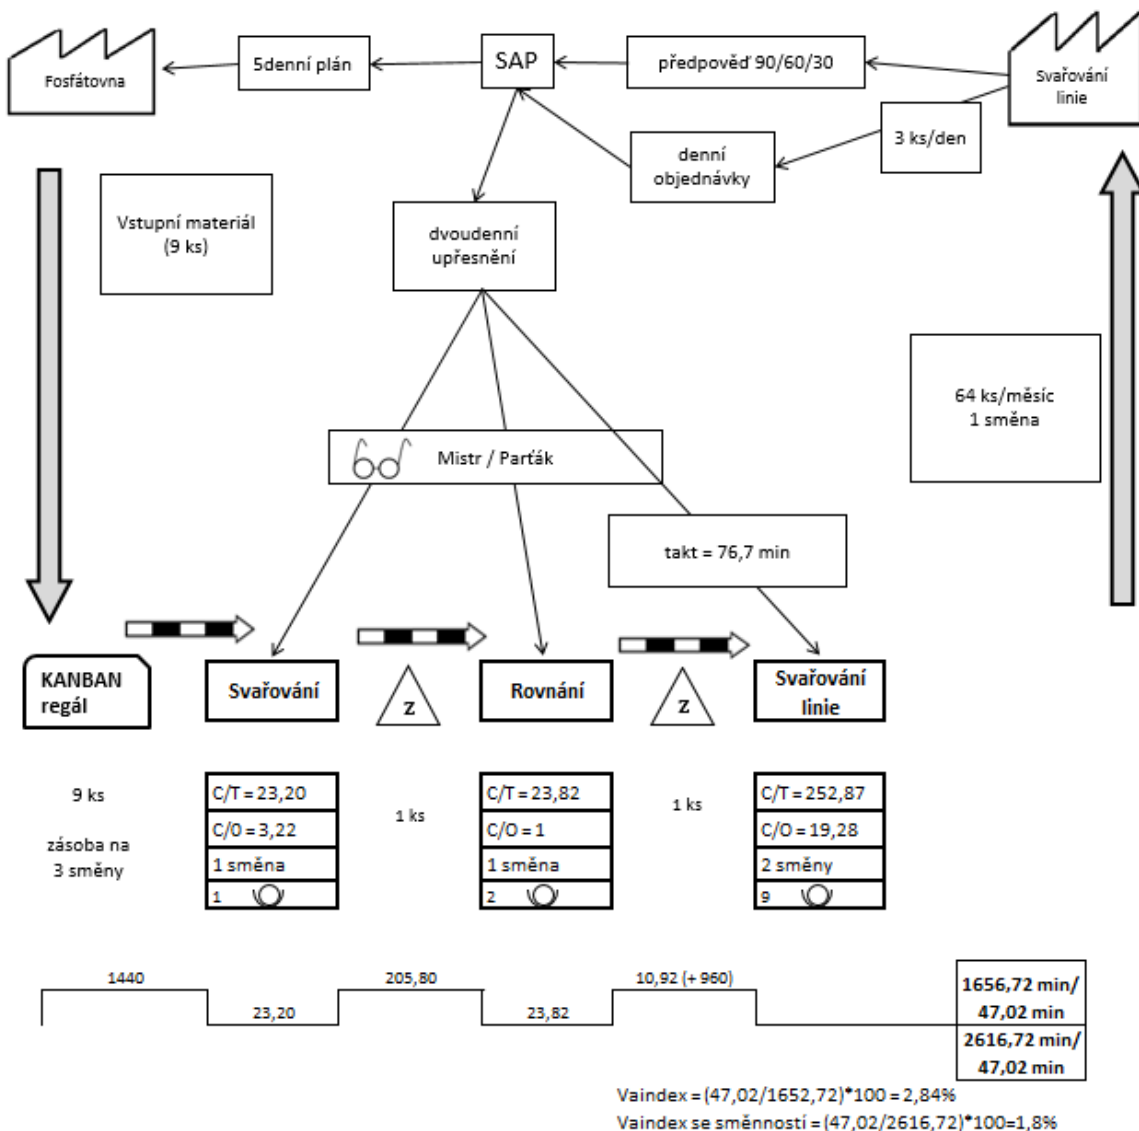 Fosfátovna
5denní plán
SAP
předpověď 90/60/30
Svařování
linie
3 ks/den
denní
objednávky
Vstupní materiál
(9 ks)
dvoudenní
upřesnění
64 ks/měsíc
1 směna
Mistr / Parťák
takt = 76,7 min
KANBAN
regál
Svařování
Z
Rovnání
Z
Svařování
linie
9 ks
zásoba na
3 směny
C/T = 23,20
C/O = 3,22
1 směna
1
1 ks
C/T = 23,82
C/O = 1
1 směna
2
1 ks
C/T = 252,87
C/O = 19,28
2 směny
9
1440
23,20
205,80
23,82
10,92 (+ 960)
1656,72 min/
47,02 min
2616,72 min/
47,02 min
Vaindex = (47,02/1652,72)*100 = 2,84%
Vaindex se směnností = (47,02/2616,72)*100=1,8%